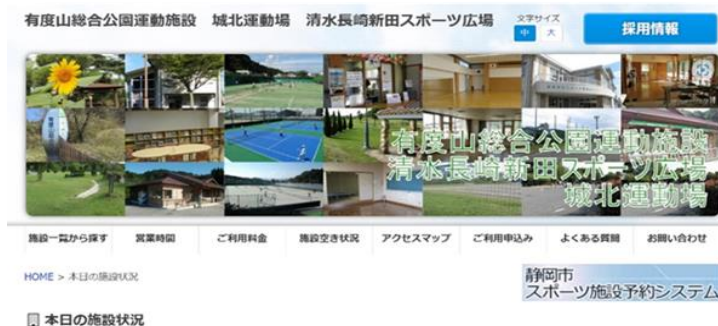 有度山総合公園運動施設 城北運動場 清水長崎新田スポーツ広場
文字サイズ
中 大
採用情報
有度山総合公園運動施設
清水長崎新田スポーツ広場
城北運動場
施設一覧から探す 営業時間 ご利用料金 施設空き状況 アクセスマップ ご利用申込み よくある質問 お問い合わせ
HOME > 本日の施設状況
静岡市
スポーツ施設予約システム
本日の施設状況